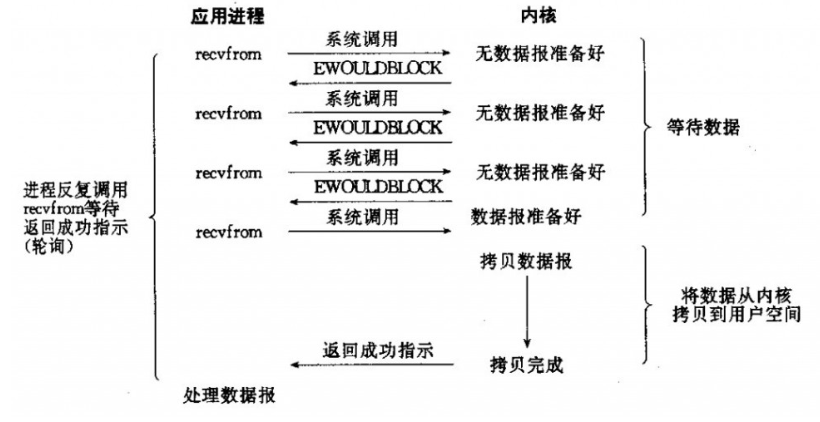 应用进程
内核
系统调用
recvfrom
无数据报准备好
EWOULDBLOCK
系统调用
recvfrom
无数据报准备好
EWOULDBLOCK
等待数据
系统调用
recvfrom
无数据报准备好
EWOULDBLOCK
进程反复调用
recvfrom等待
返回成功指示
(轮询)
系统调用
recvfrom
数据报准备好
拷贝数据报
将数据从内核
拷贝到用户空间
返回成功指示
拷贝完成
处理数据报